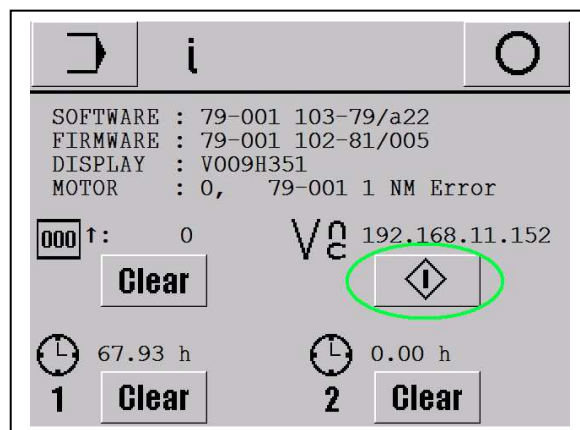 i
SOFTWARE : 79-001 103-79/a22
FIRMWARE : 79-001 102-81/005
DISPLAY : V009H351
MOTOR : 0, 79-001 1 NM Error
000 ↑: 0
Vnc 192.168.11.152
Clear
67.93 h
0.00 h
1 Clear
2 Clear